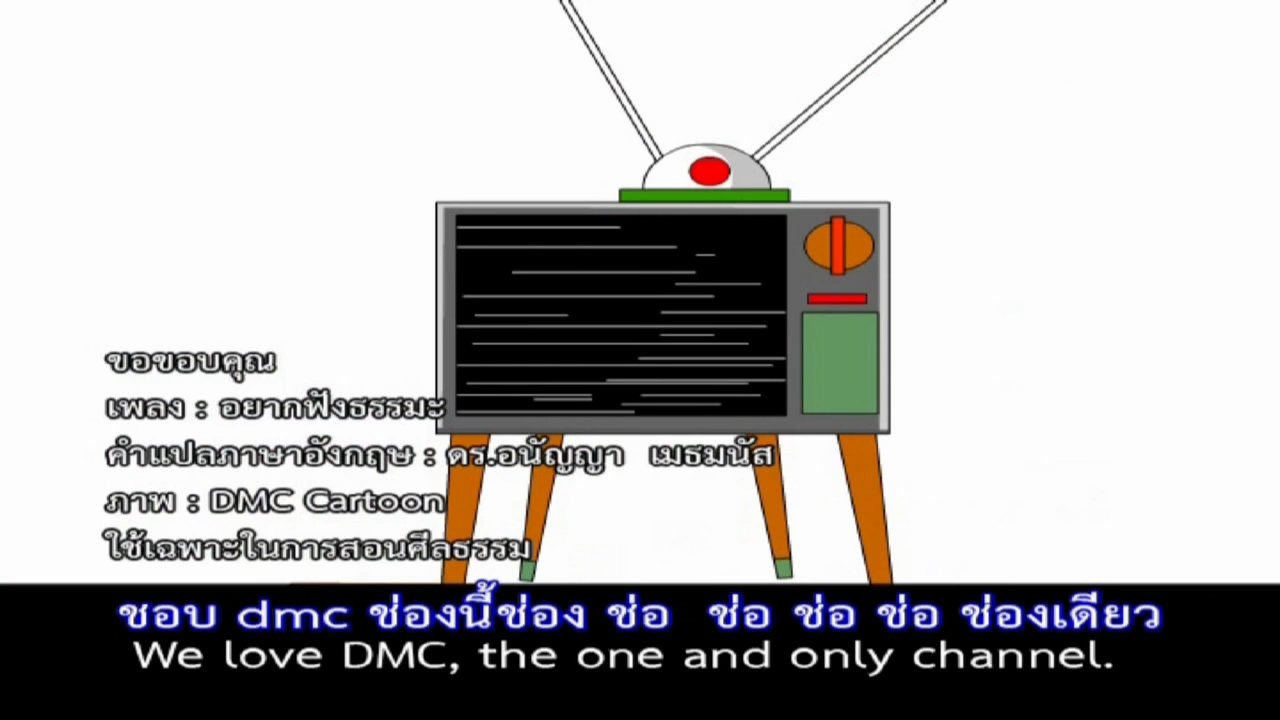 ขอขอบคุณ
เพลง : อยากฟังธรรมะ
คำแปลภาษาอังกฤษ : ดร.อนัญญา เมธมนัส
ภาพ : DMC Cartoon
ใช้เฉพาะในการสอนศีลธรรม
ชอบ dmc ช่องนี้ช่อง ช่อ ช่อ ช่อ ช่อ ช่องเดียว
We love DMC, the one and only channel.